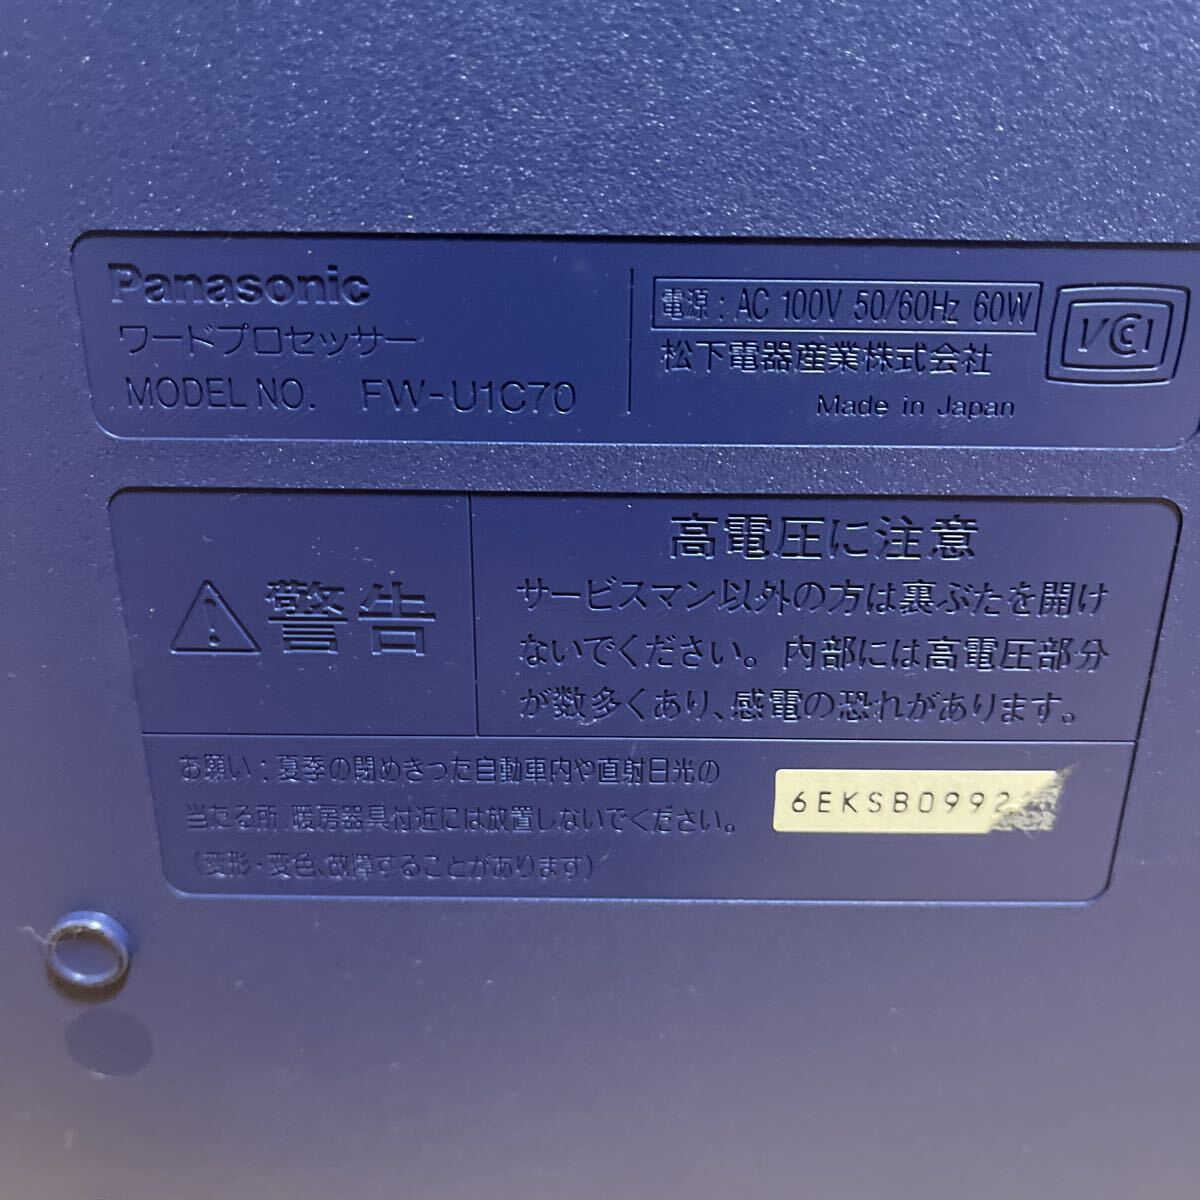 Panasonic
ワードプロセッサー
MODEL NO. FW-U1C70
電源：AC 100V 50/60Hz 60W
松下電器産業株式会社
Made in Japan
VCCI
警告
高電圧に注意
サービスマン以外の方は裏ぶたを開け
ないでください。内部には高電圧部分
が数多くあり、感電の恐れがあります。
お願い：夏季の閉めきった自動車内や直射日光の
当たる所、暖房器具付近には放置しないでください。
（変形・変色、故障することがあります）
6EKSB0992